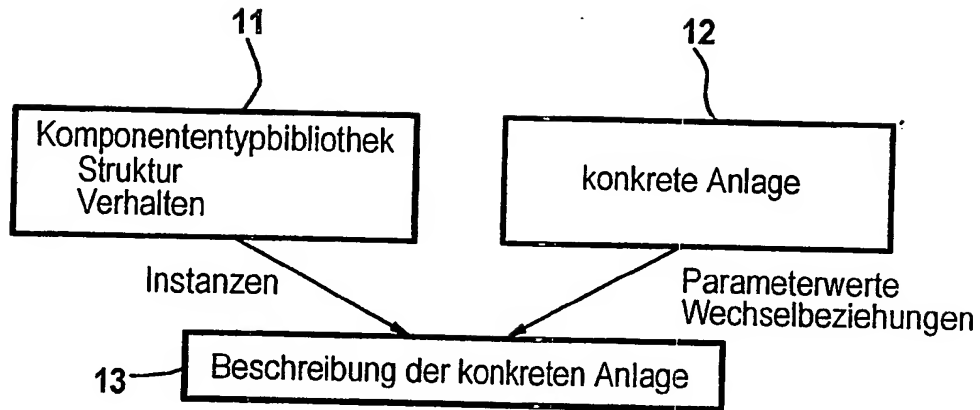 11
12
Komponententypbibliothek
Struktur
Verhalten
konkrete Anlage
Instanzen
Parameterwerte
Wechselbeziehungen
13
Beschreibung der konkreten Anlage